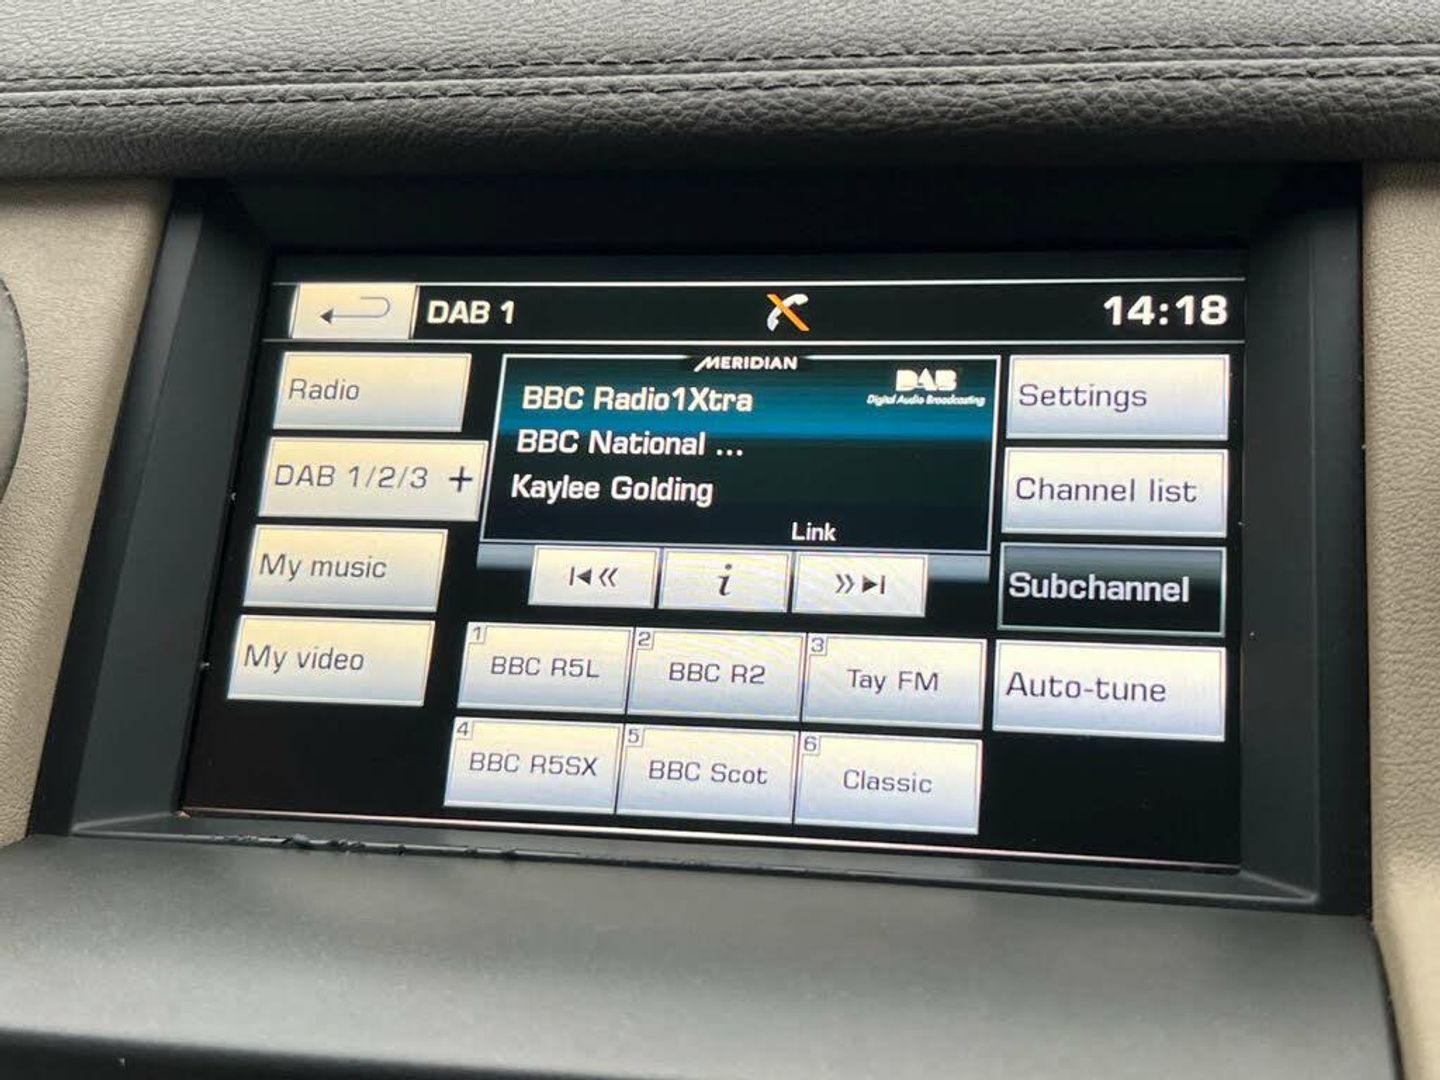 DAB 1
14:18
Radio
DAB 1/2/3 +
My music
My video
MERIDIAN
DAB
Digital Audio Broadcasting
BBC Radio1Xtra
BBC National ...
Kaylee Golding
Link
i
1 BBC R5L
2 BBC R2
3 Tay FM
4 BBC R5SX
5 BBC Scot
6 Classic
Settings
Channel list
Subchannel
Auto-tune